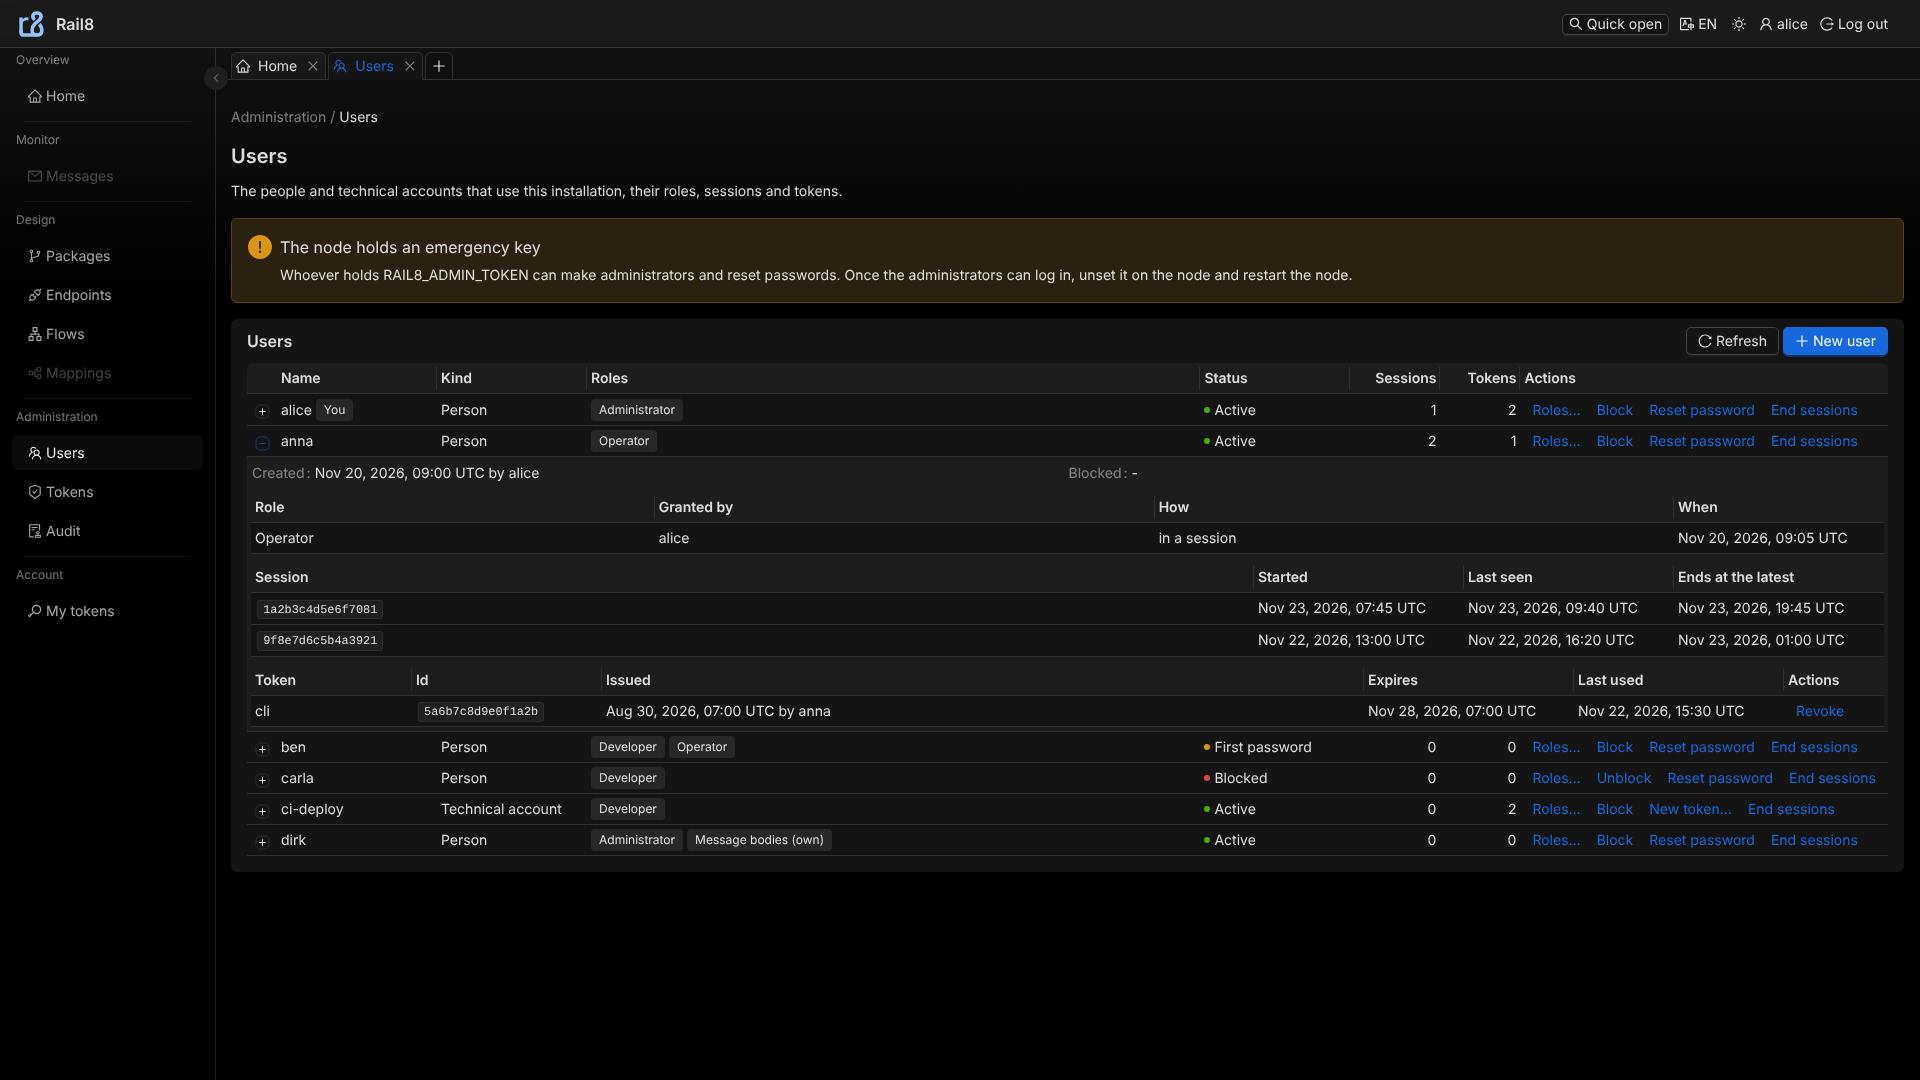 Rail8
Quick open EN alice Log out
Overview
Home
Monitor
Messages
Design
Packages
Endpoints
Flows
Mappings
Administration
Users
Tokens
Audit
Account
My tokens
Home Users
Administration / Users
Users
The people and technical accounts that use this installation, their roles, sessions and tokens.
The node holds an emergency key
Whoever holds RAIL8_ADMIN_TOKEN can make administrators and reset passwords. Once the administrators can log in, unset it on the node and restart the node.
Users Refresh New user
Name Kind Roles Status Sessions Tokens Actions
alice You Person Administrator Active 1 2 Roles... Block Reset password End sessions
anna Person Operator Active 2 1 Roles... Block Reset password End sessions
Created: Nov 20, 2026, 09:00 UTC by alice Blocked: -
Role Granted by How When
Operator alice in a session Nov 20, 2026, 09:05 UTC
Session Started Last seen Ends at the latest
1a2b3c4d5e6f7081 Nov 23, 2026, 07:45 UTC Nov 23, 2026, 09:40 UTC Nov 23, 2026, 19:45 UTC
9f8e7d6c5b4a3921 Nov 22, 2026, 13:00 UTC Nov 22, 2026, 16:20 UTC Nov 23, 2026, 01:00 UTC
Token Id Issued Expires Last used Actions
cli 5a6b7c8d9e0f1a2b Aug 30, 2026, 07:00 UTC by anna Nov 28, 2026, 07:00 UTC Nov 22, 2026, 15:30 UTC Revoke
ben Person Developer Operator First password 0 0 Roles... Block Reset password End sessions
carla Person Developer Blocked 0 0 Roles... Unblock Reset password End sessions
ci-deploy Technical account Developer Active 0 2 Roles... Block New token... End sessions
dirk Person Administrator Message bodies (own) Active 0 0 Roles... Block Reset password End sessions